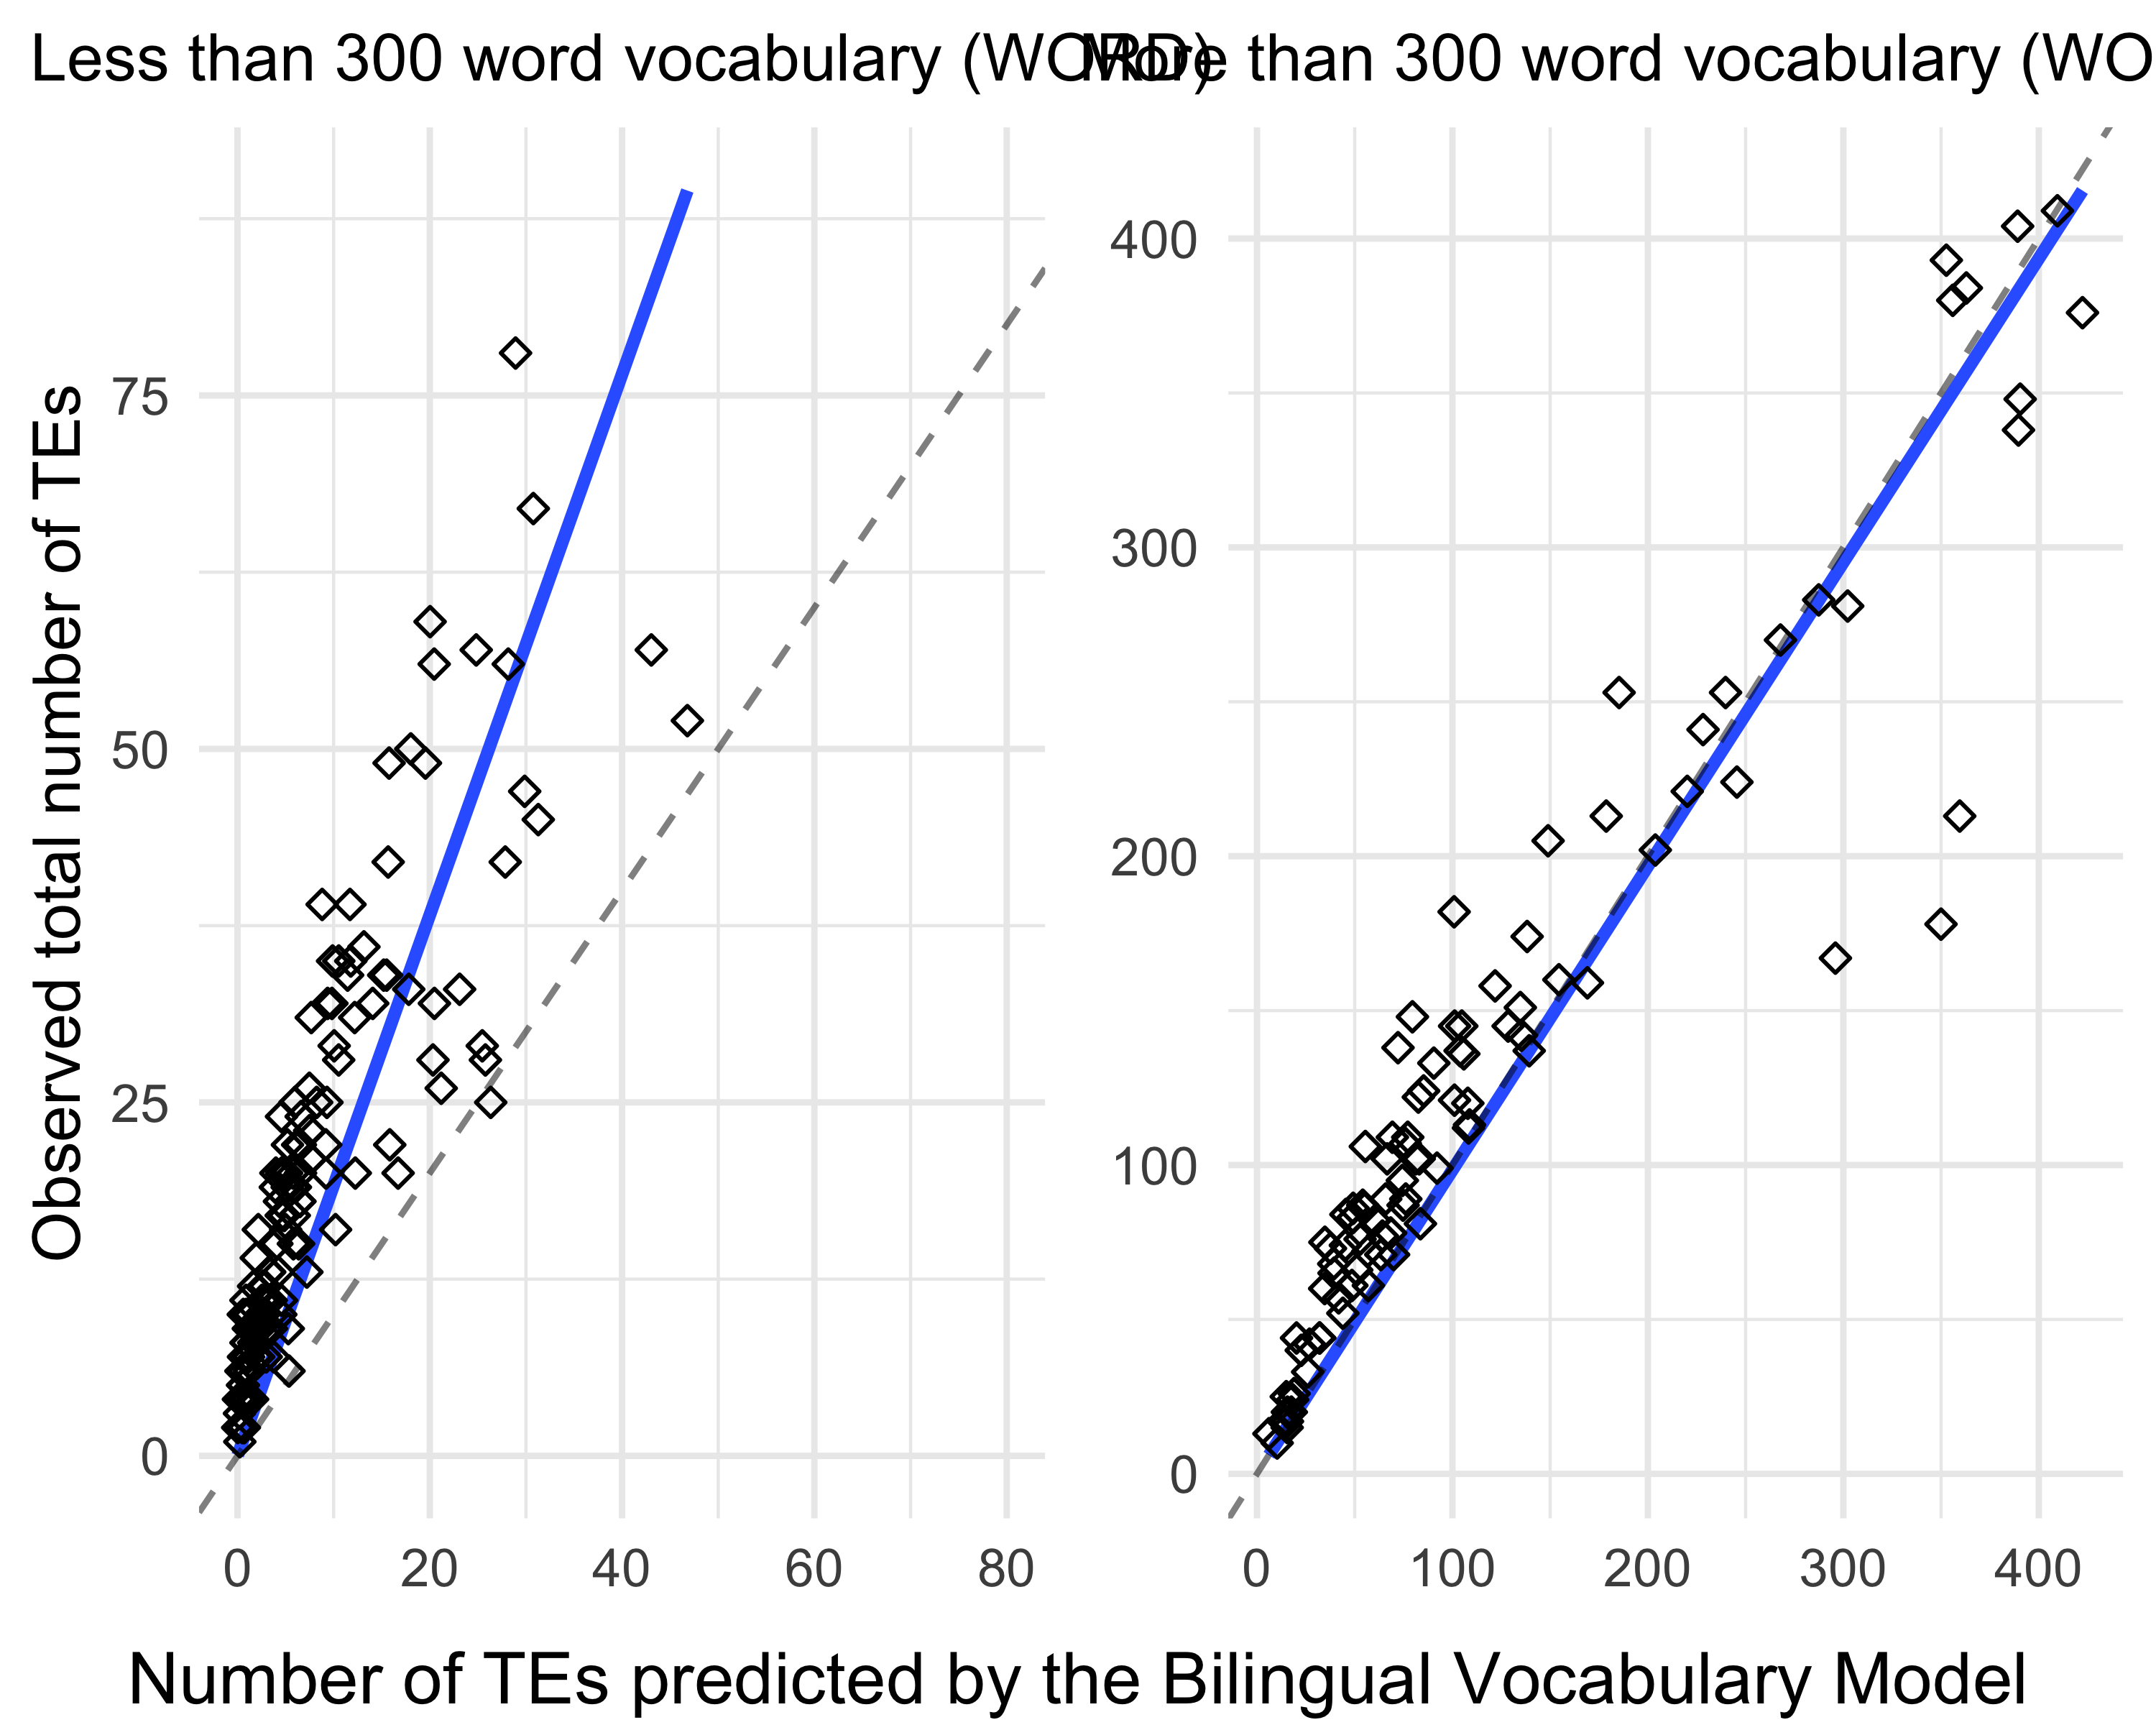 Less than 300 word vocabulary (WORD)
More than 300 word vocabulary (WO
Observed total number of TEs
75
50
25
0
0 20 40 60 80
400
300
200
100
0
0 100 200 300 400
Number of TEs predicted by the Bilingual Vocabulary Model